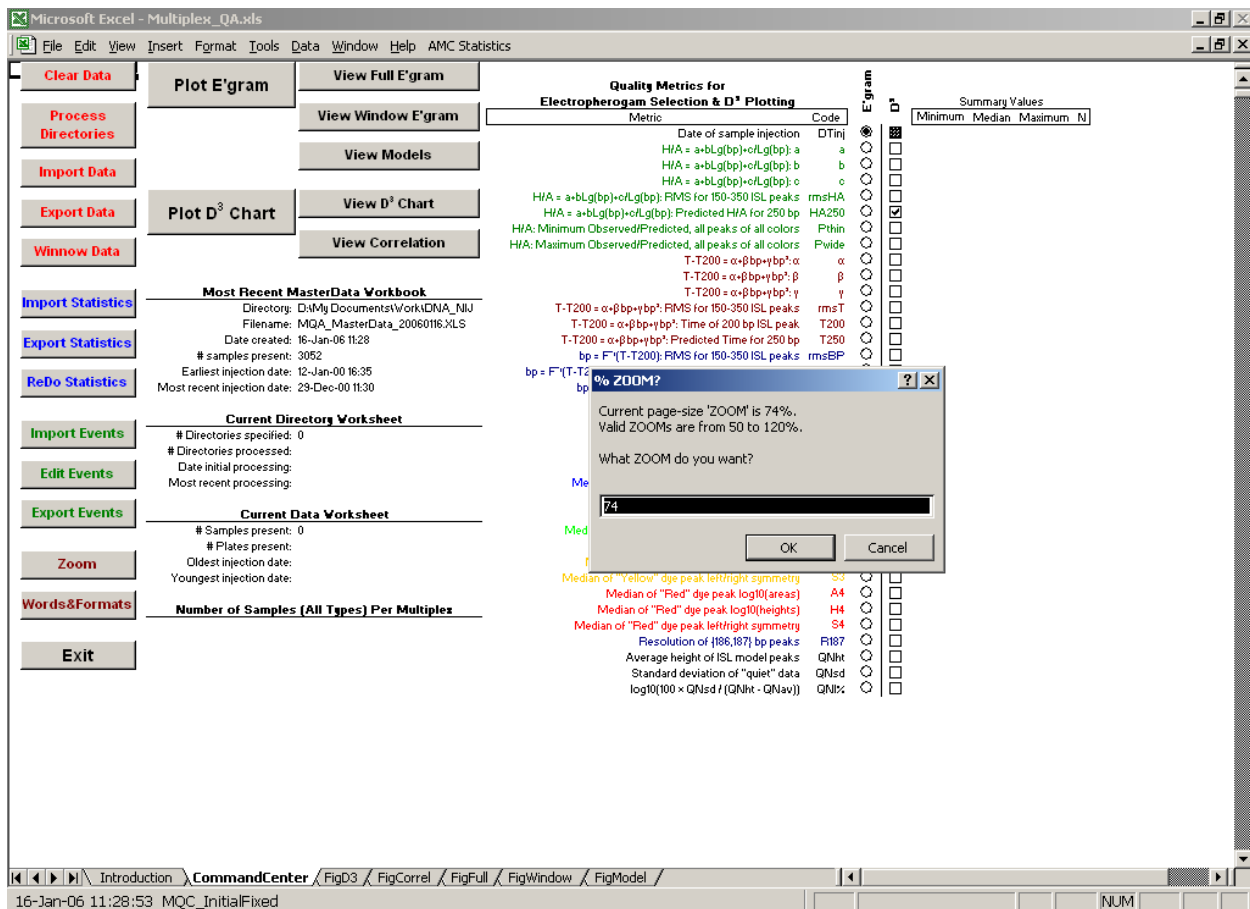 Microsoft Excel - Multiplex_QA.xls
File Edit View Insert Format Tools Data Window Help AMC Statistics
Clear Data
Process
Directories
Import Data
Export Data
Winnow Data
Import Statistics
Export Statistics
ReDo Statistics
Import Events
Edit Events
Export Events
Zoom
Words&Formats
Exit
Plot E'gram
Plot D³ Chart
View Full E'gram
View Window E'gram
View Models
View D³ Chart
View Correlation
Most Recent MasterData Workbook
Directory: D:\My Documents\Work\DNA_NIJ
Filename: MQA_MasterData_20060116.XLS
Date created: 16-Jan-06 11:28
# samples present: 3052
Earliest injection date: 12-Jan-00 16:35
Most recent injection date: 29-Dec-00 11:30
Current Directory Worksheet
# Directories specified: 0
# Directories processed:
Date initial processing:
Most recent processing:
Current Data Worksheet
# Samples present: 0
# Plates present:
Oldest injection date:
Youngest injection date:
Number of Samples (All Types) Per Multiplex
Quality Metrics for
Electropherogam Selection & D³ Plotting
Metric Code E'gram D³
Date of sample injection DTinj
H/A = a+bLg(bp)+c/Lg(bp): a a
H/A = a+bLg(bp)+c/Lg(bp): b b
H/A = a+bLg(bp)+c/Lg(bp): c c
H/A = a+bLg(bp)+c/Lg(bp): RMS for 150-350 ISL peaks rmsHA
H/A = a+bLg(bp)+c/Lg(bp): Predicted H/A for 250 bp HA250
H/A: Minimum Observed/Predicted, all peaks of all colors Pthin
H/A: Maximum Observed/Predicted, all peaks of all colors Pwide
T-T200 = α+βbp+γbp²: α α
T-T200 = α+βbp+γbp²: β β
T-T200 = α+βbp+γbp²: γ γ
T-T200 = α+βbp+γbp²: RMS for 150-350 ISL peaks rmsT
T-T200 = α+βbp+γbp²: Time of 200 bp ISL peak T200
T-T200 = α+βbp+γbp²: Predicted Time for 250 bp T250
bp = F⁻¹(T-T200): RMS for 150-350 ISL peaks rmsBP
bp = F⁻¹(T-T2
bp
Me
Med
Median of "Yellow" dye peak left/right symmetry S3
Median of "Red" dye peak log10(areas) A4
Median of "Red" dye peak log10(heights) H4
Median of "Red" dye peak left/right symmetry S4
Resolution of {186,187} bp peaks R187
Average height of ISL model peaks QNht
Standard deviation of "quiet" data QNsd
log10(100 × QNsd / (QNht - QNav)) QNI%
Summary Values
Minimum Median Maximum N
% ZOOM?
Current page-size 'ZOOM' is 74%.
Valid ZOOMs are from 50 to 120%.
What ZOOM do you want?
74
OK Cancel
Introduction CommandCenter FigD3 FigCorrel FigFull FigWindow FigModel
16-Jan-06 11:28:53 MQC_InitialFixed NUM